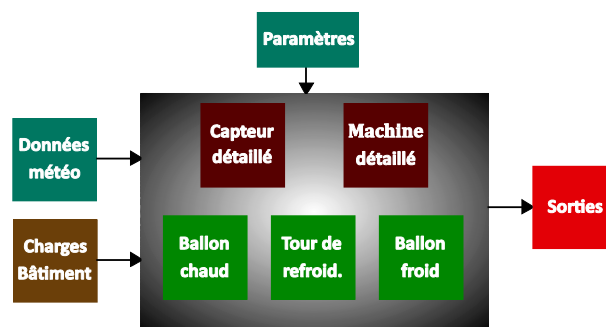 Paramètres
Données
météo
Charges
Bâtiment
Capteur
détaillé
Machine
détaillé
Ballon
chaud
Tour de
refroid.
Ballon
froid
Sorties